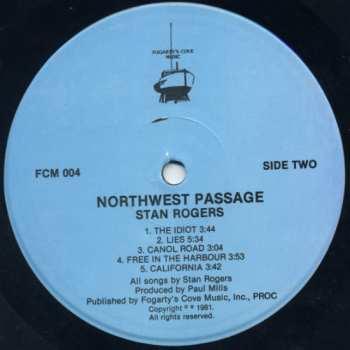 FOGARTY'S COVE
MUSIC
FCM 004
SIDE TWO
NORTHWEST PASSAGE
STAN ROGERS
1. THE IDIOT 3:44
2. LIES 5:34
3. CANOL ROAD 3:04
4. FREE IN THE HARBOUR 3:53
5. CALIFORNIA 3:42
All songs by Stan Rogers
Produced by Paul Mills
Published by Fogarty's Cove Music, Inc., PROC
Copyright 1981.
All rights reserved.